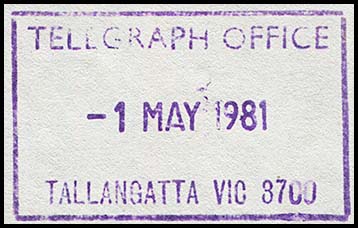 TELEGRAPH OFFICE
-1 MAY 1981
TALLANGATTA VIC 3700